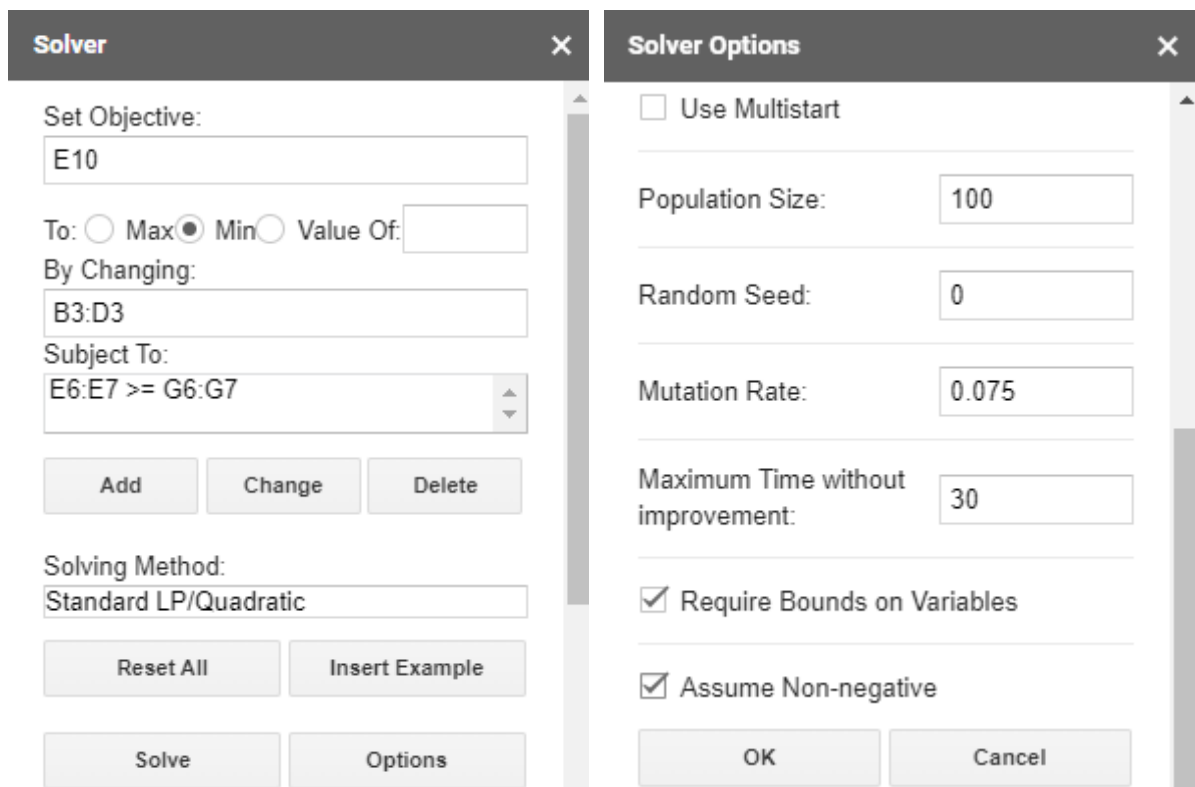 Solver ×
Set Objective:
E10
To: Max Min Value Of:
By Changing:
B3:D3
Subject To:
E6:E7 >= G6:G7
Add Change Delete
Solving Method:
Standard LP/Quadratic
Reset All Insert Example
Solve Options
Solver Options ×
Use Multistart
Population Size: 100
Random Seed: 0
Mutation Rate: 0.075
Maximum Time without
improvement: 30
Require Bounds on Variables
Assume Non-negative
OK Cancel